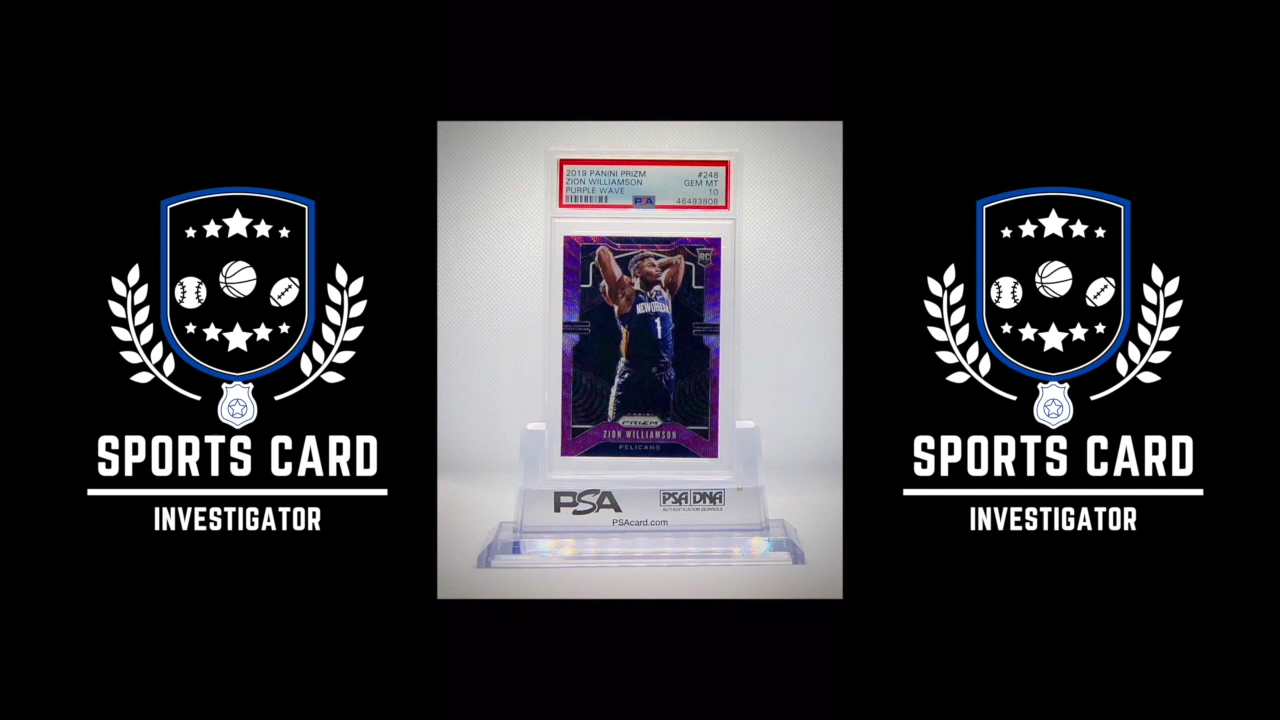 SPORTS CARD
INVESTIGATOR
2019 PANINI PRIZM #248
ZION WILLIAMSON GEM MT
PURPLE WAVE 10
PSA 46493808
RC
NEW ORLEANS
1
PRIZM
ZION WILLIAMSON
PELICANS
PSA PSA DNA
AUTHENTICATION SERVICES
PSAcard.com
SPORTS CARD
INVESTIGATOR